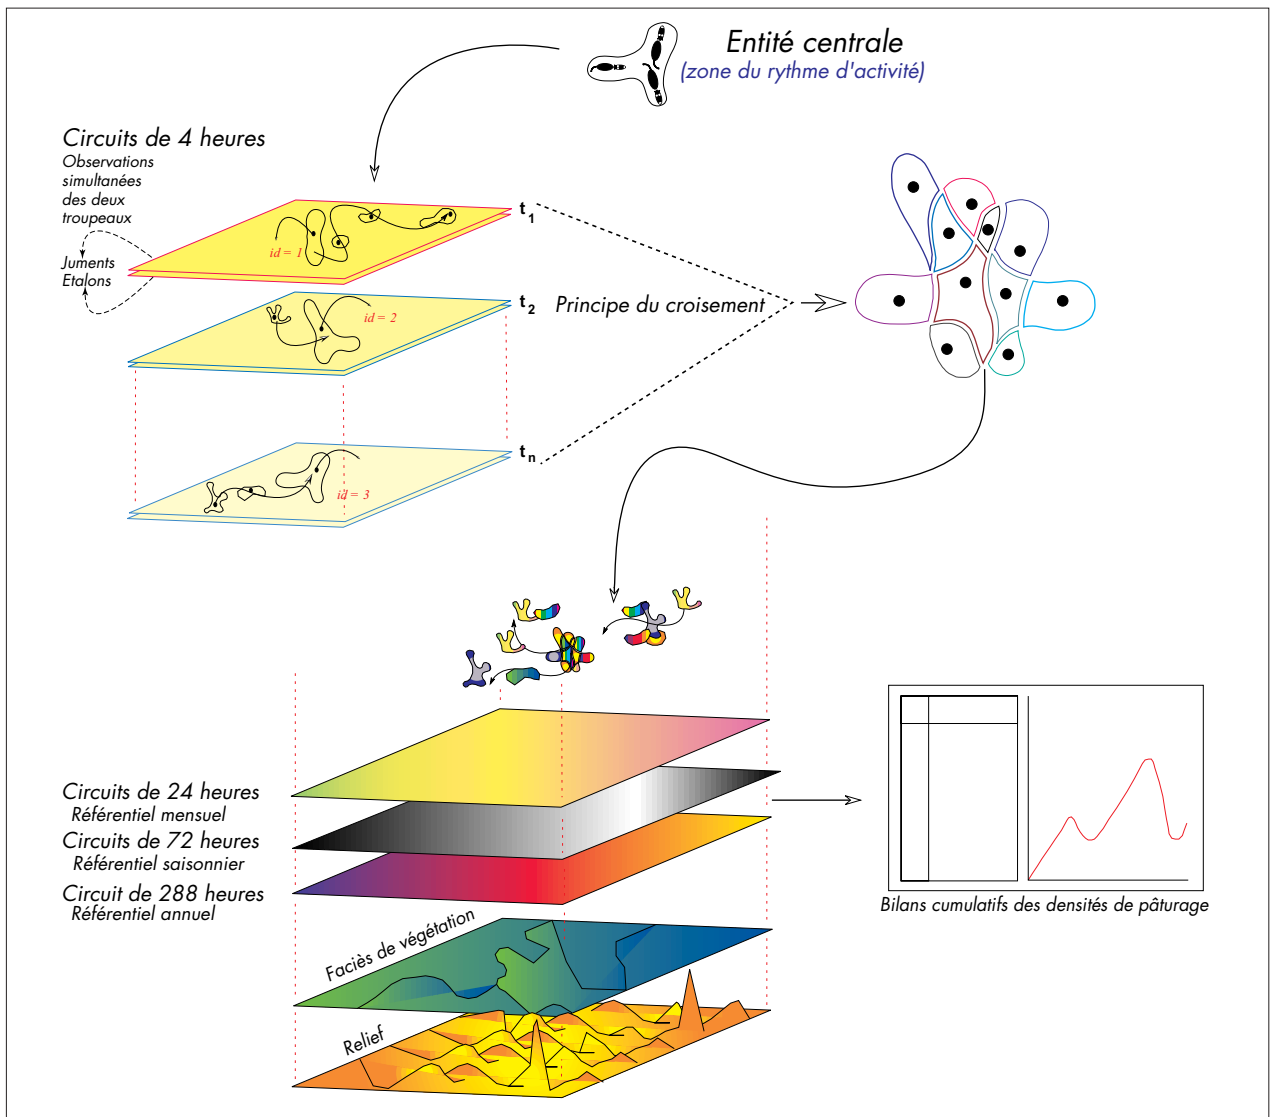 Entité centrale
(zone du rythme d'activité)
Circuits de 4 heures
Observations
simultanées
des deux
troupeaux
Juments
Etalons
t1
id = 1
t2
id = 2
Principe du croisement
tn
id = 3
Circuits de 24 heures
Référentiel mensuel
Circuits de 72 heures
Référentiel saisonnier
Circuit de 288 heures
Référentiel annuel
Bilans cumulatifs des densités de pâturage
Faciès de végétation
Relief